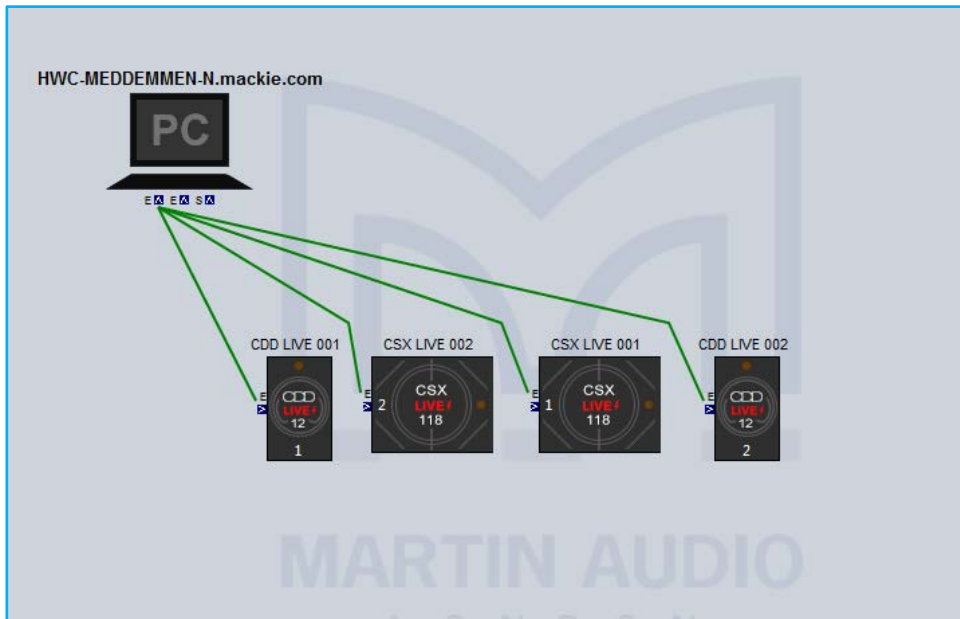 HWC-MEDDEMMEN-N.mackie.com
PC
E E S
CDD LIVE 001
CSX LIVE 002
CSX LIVE 001
CDD LIVE 002
E
CDD
LIVE
12
1
E
2
CSX
LIVE
118
E
1
CSX
LIVE
118
E
CDD
LIVE
12
2
MARTIN AUDIO